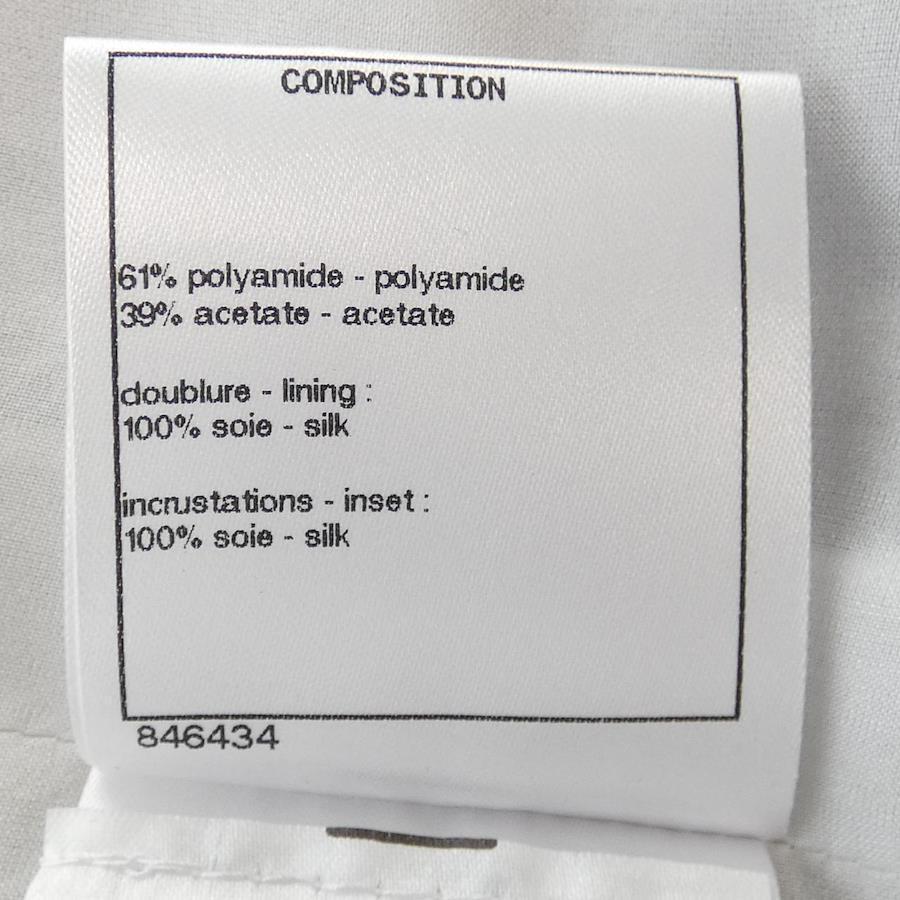 COMPOSITION
61% polyamide - polyamide
39% acetate - acetate
doublure - lining :
100% soie - silk
incrustations - inset :
100% soie - silk
846434